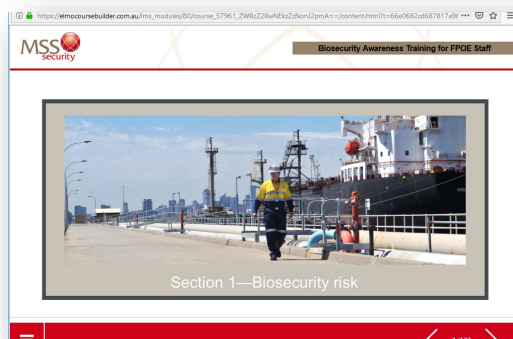 https://elmocoursebuilder.com.au/lms_modules/80/course_57961_ZWRzZ2RwNEkzZzNonJ2pmA==/content.html?t=66e0682cd687817a96
MSS
security
Biosecurity Awareness Training for FPOE Staff
Section 1—Biosecurity risk